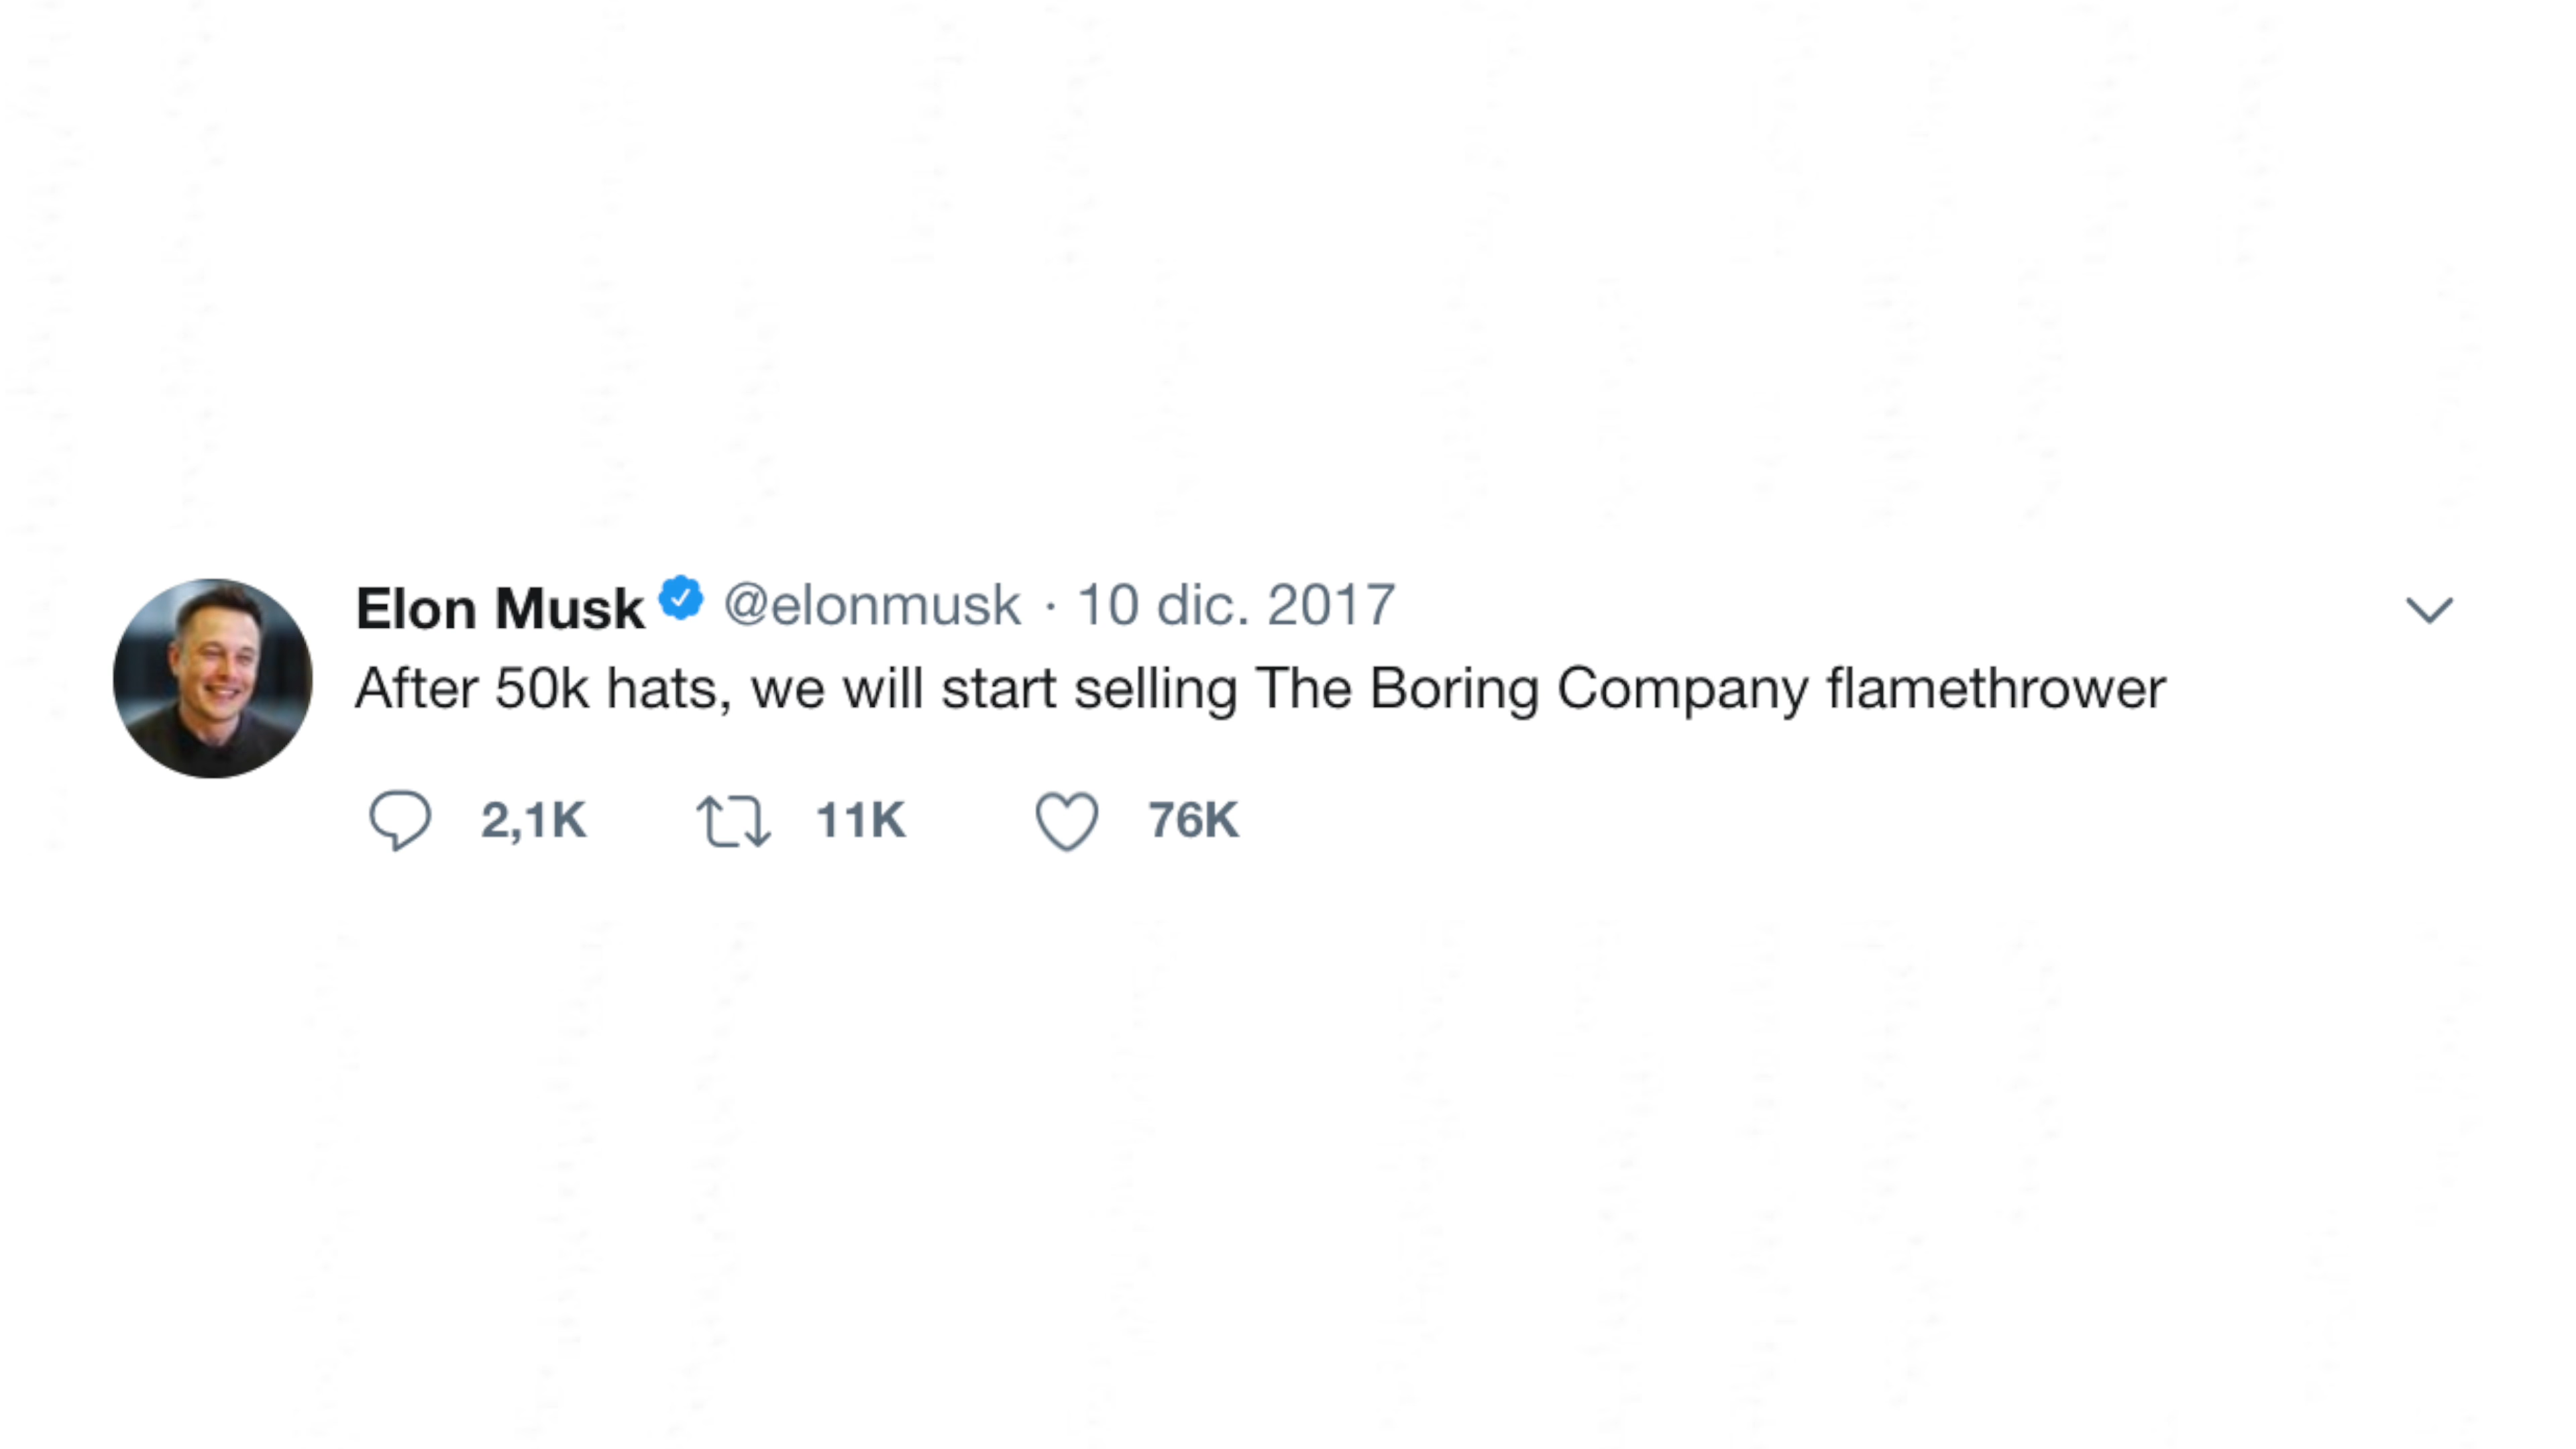 Elon Musk @elonmusk · 10 dic. 2017
After 50k hats, we will start selling The Boring Company flamethrower
2,1K 11K 76K